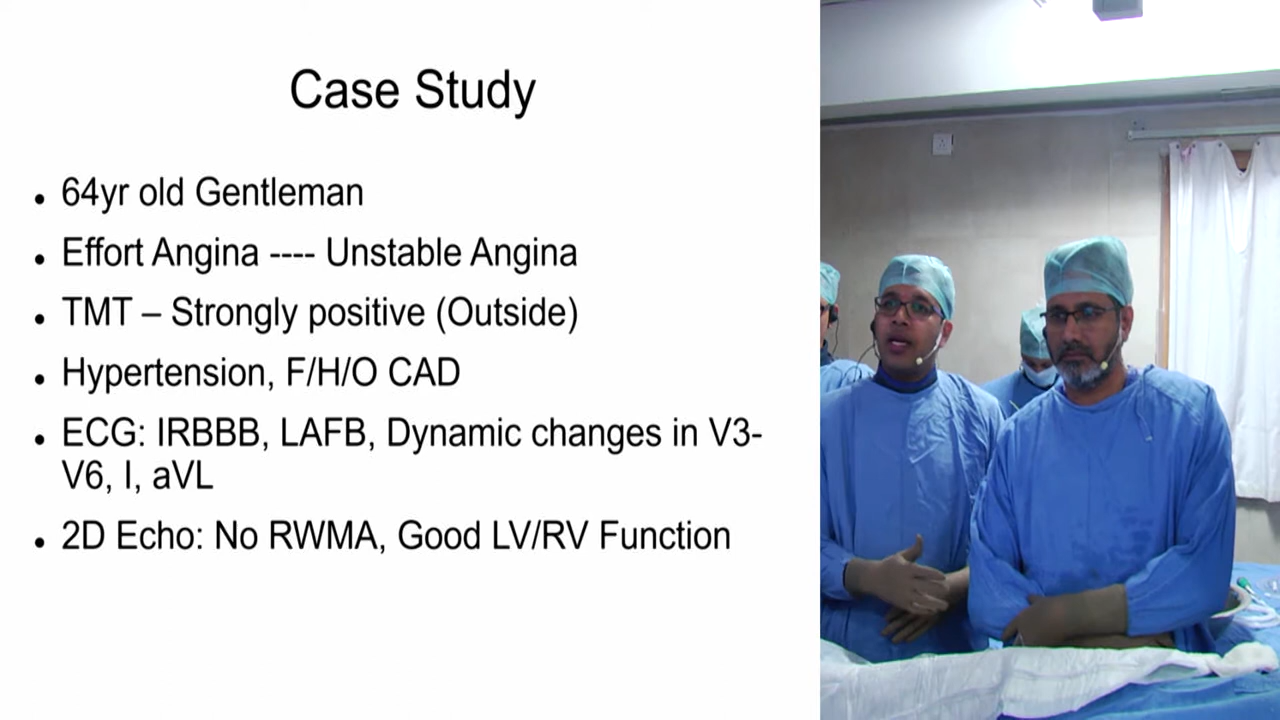 Case Study
• 64yr old Gentleman
• Effort Angina ---- Unstable Angina
• TMT – Strongly positive (Outside)
• Hypertension, F/H/O CAD
• ECG: IRBBB, LAFB, Dynamic changes in V3-
V6, I, aVL
• 2D Echo: No RWMA, Good LV/RV Function